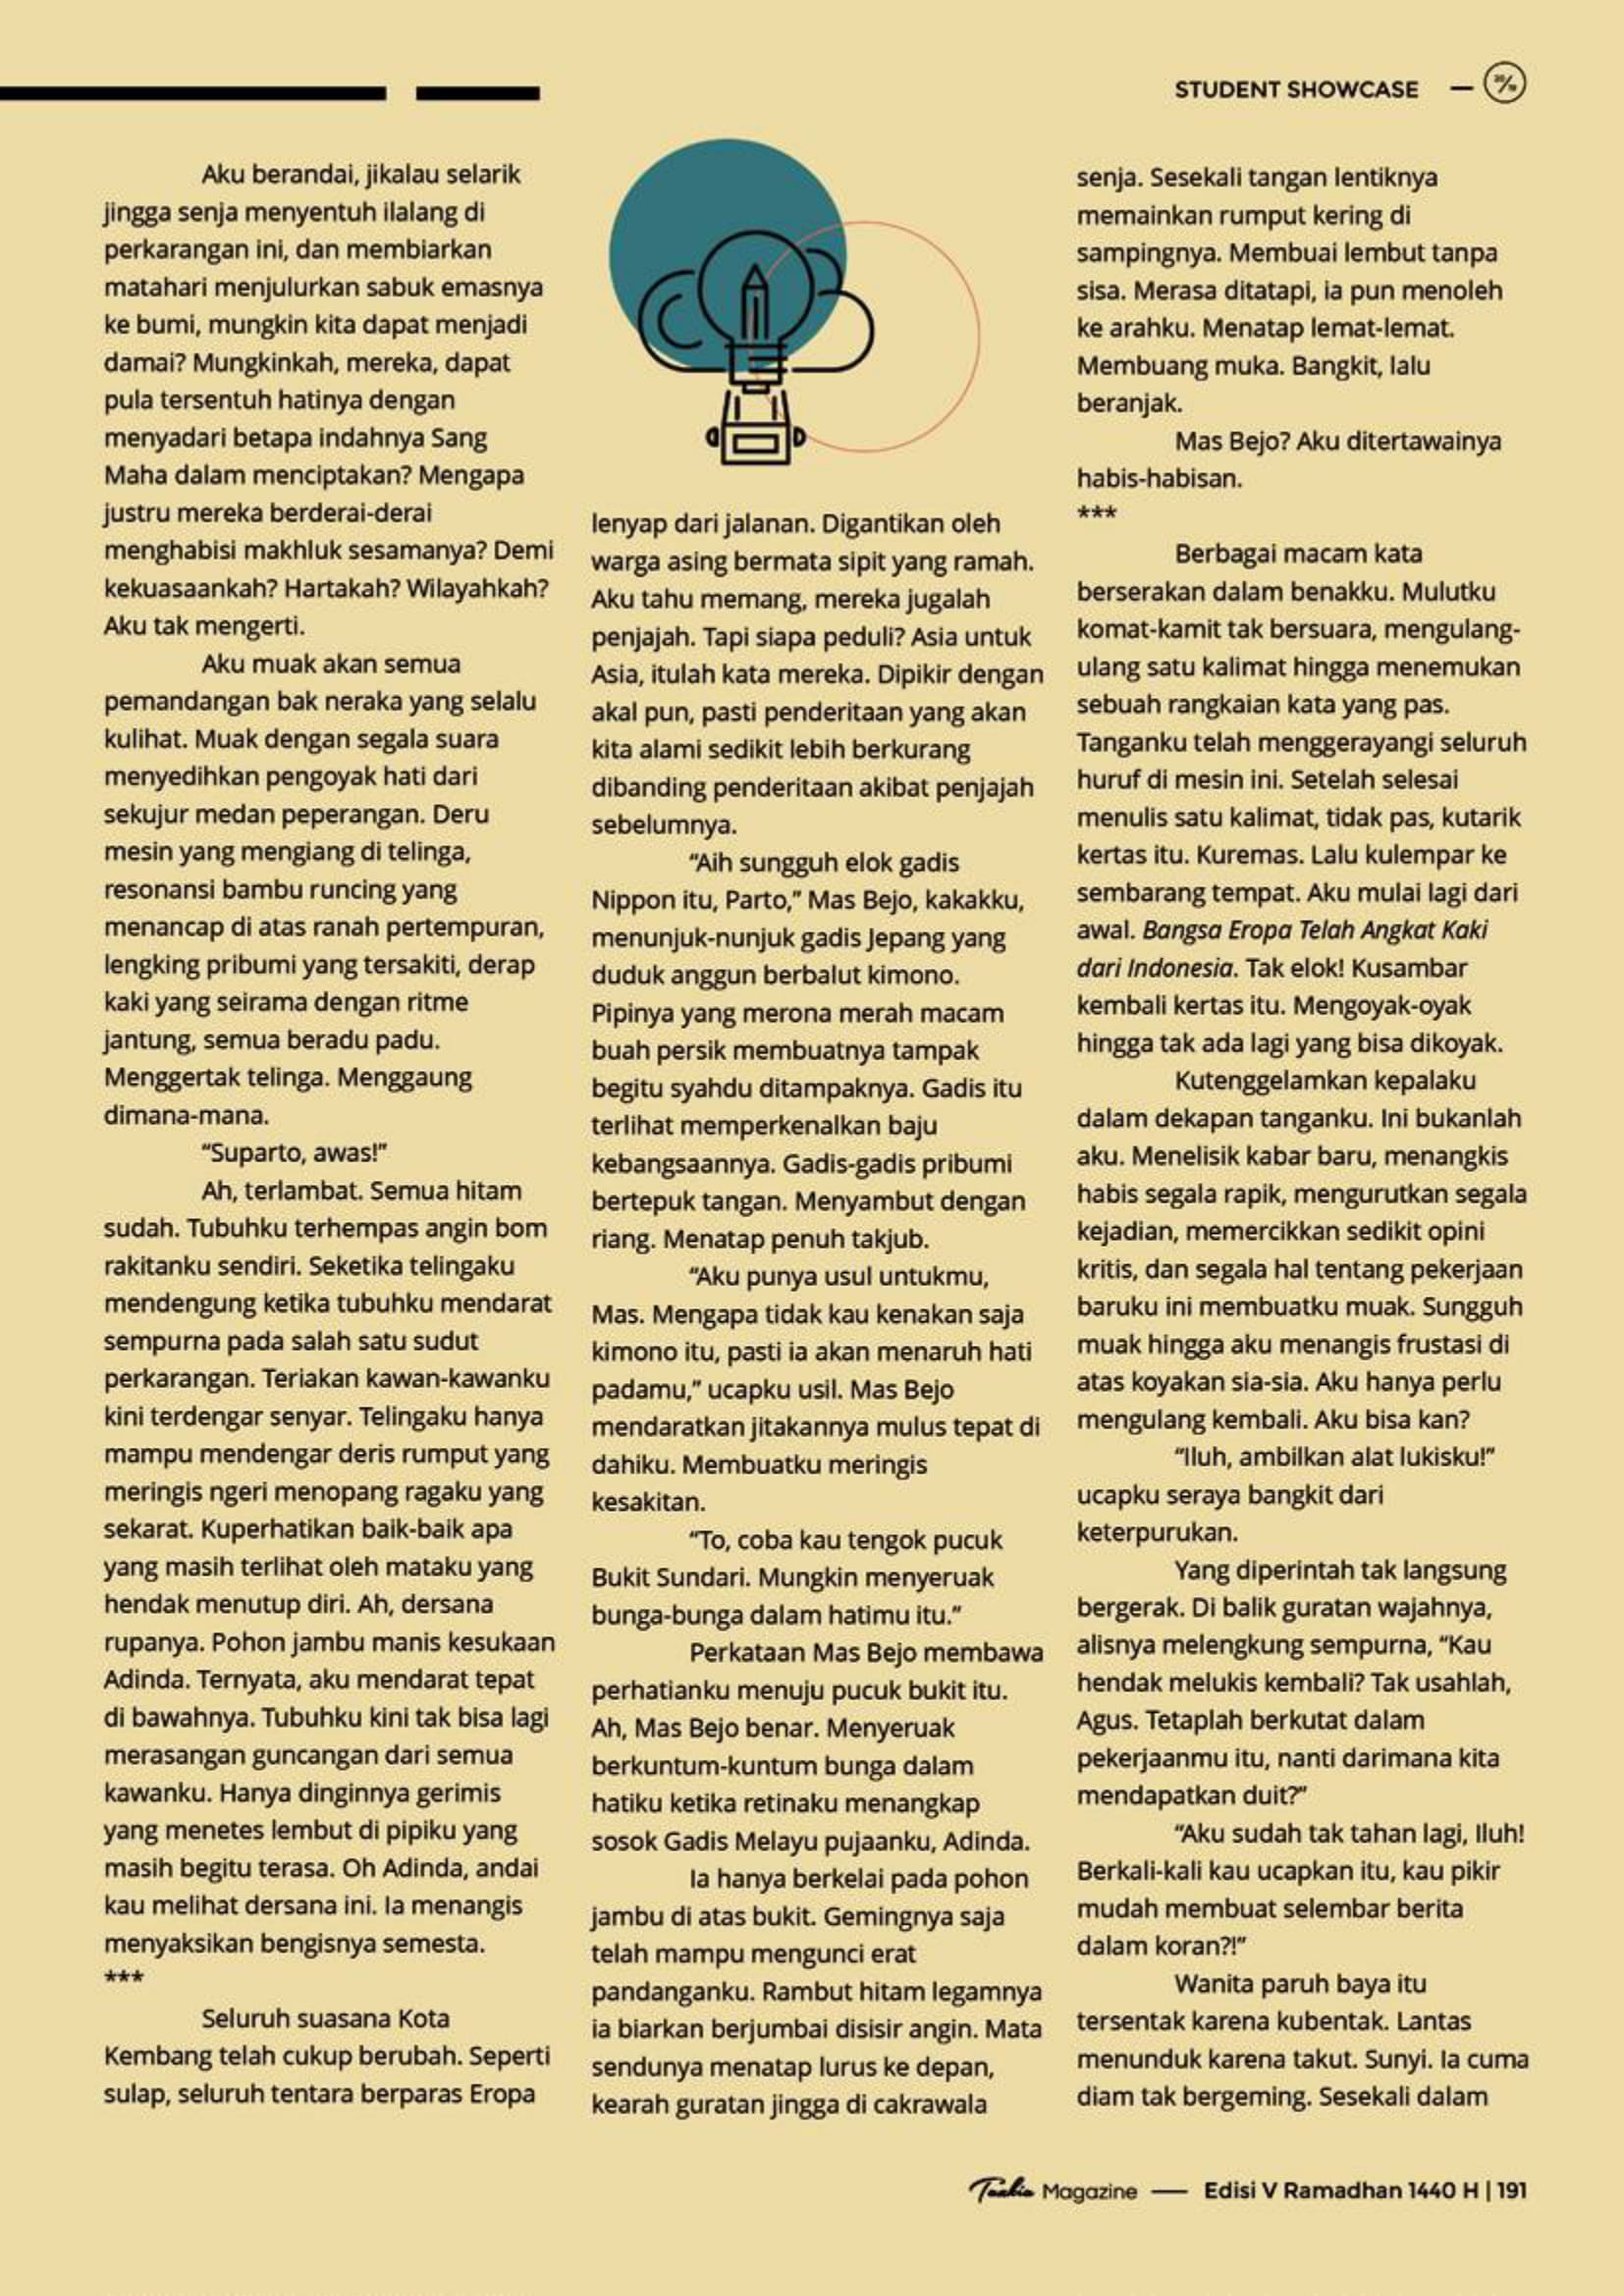 STUDENT SHOWCASE —
Aku berandai, jikalau selarik
jingga senja menyentuh ilalang di
perkarangan ini, dan membiarkan
matahari menjulurkan sabuk emasnya
ke bumi, mungkin kita dapat menjadi
damai? Mungkinkah, mereka, dapat
pula tersentuh hatinya dengan
menyadari betapa indahnya Sang
Maha dalam menciptakan? Mengapa
justru mereka berderai-derai
menghabisi makhluk sesamanya? Demi
kekuasaankah? Hartakah? Wilayahkah?
Aku tak mengerti.
Aku muak akan semua
pemandangan bak neraka yang selalu
kulihat. Muak dengan segala suara
menyedihkan pengoyak hati dari
sekujur medan peperangan. Deru
mesin yang mengiang di telinga,
resonansi bambu runcing yang
menancap di atas ranah pertempuran,
lengking pribumi yang tersakiti, derap
kaki yang seirama dengan ritme
jantung, semua beradu padu.
Menggertak telinga. Menggaung
dimana-mana.
“Suparto, awas!”
Ah, terlambat. Semua hitam
sudah. Tubuhku terhempas angin bom
rakitanku sendiri. Seketika telingaku
mendengung ketika tubuhku mendarat
sempurna pada salah satu sudut
perkarangan. Teriakan kawan-kawanku
kini terdengar senyar. Telingaku hanya
mampu mendengar deris rumput yang
meringis ngeri menopang ragaku yang
sekarat. Kuperhatikan baik-baik apa
yang masih terlihat oleh mataku yang
hendak menutup diri. Ah, dersana
rupanya. Pohon jambu manis kesukaan
Adinda. Ternyata, aku mendarat tepat
di bawahnya. Tubuhku kini tak bisa lagi
merasangan guncangan dari semua
kawanku. Hanya dinginnya gerimis
yang menetes lembut di pipiku yang
masih begitu terasa. Oh Adinda, andai
kau melihat dersana ini. Ia menangis
menyaksikan bengisnya semesta.
***
Seluruh suasana Kota
Kembang telah cukup berubah. Seperti
sulap, seluruh tentara berparas Eropa
lenyap dari jalanan. Digantikan oleh
warga asing bermata sipit yang ramah.
Aku tahu memang, mereka jugalah
penjajah. Tapi siapa peduli? Asia untuk
Asia, itulah kata mereka. Dipikir dengan
akal pun, pasti penderitaan yang akan
kita alami sedikit lebih berkurang
dibanding penderitaan akibat penjajah
sebelumnya.
“Aih sungguh elok gadis
Nippon itu, Parto,” Mas Bejo, kakakku,
menunjuk-nunjuk gadis Jepang yang
duduk anggun berbalut kimono.
Pipinya yang merona merah macam
buah persik membuatnya tampak
begitu syahdu ditampaknya. Gadis itu
terlihat memperkenalkan baju
kebangsaannya. Gadis-gadis pribumi
bertepuk tangan. Menyambut dengan
riang. Menatap penuh takjub.
“Aku punya usul untukmu,
Mas. Mengapa tidak kau kenakan saja
kimono itu, pasti ia akan menaruh hati
padamu,” ucapku usil. Mas Bejo
mendaratkan jitakannya mulus tepat di
dahiku. Membuatku meringis
kesakitan.
“To, coba kau tengok pucuk
Bukit Sundari. Mungkin menyeruak
bunga-bunga dalam hatimu itu.”
Perkataan Mas Bejo membawa
perhatianku menuju pucuk bukit itu.
Ah, Mas Bejo benar. Menyeruak
berkuntum-kuntum bunga dalam
hatiku ketika retinaku menangkap
sosok Gadis Melayu pujaanku, Adinda.
Ia hanya berkelai pada pohon
jambu di atas bukit. Gemingnya saja
telah mampu mengunci erat
pandanganku. Rambut hitam legamnya
ia biarkan berjumbai disisir angin. Mata
sendunya menatap lurus ke depan,
kearah guratan jingga di cakrawala
senja. Sesekali tangan lentiknya
memainkan rumput kering di
sampingnya. Membuai lembut tanpa
sisa. Merasa ditatapi, ia pun menoleh
ke arahku. Menatap lemat-lemat.
Membuang muka. Bangkit, lalu
beranjak.
Mas Bejo? Aku ditertawainya
habis-habisan.
***
Berbagai macam kata
berserakan dalam benakku. Mulutku
komat-kamit tak bersuara, mengulang-
ulang satu kalimat hingga menemukan
sebuah rangkaian kata yang pas.
Tanganku telah menggerayangi seluruh
huruf di mesin ini. Setelah selesai
menulis satu kalimat, tidak pas, kutarik
kertas itu. Kuremas. Lalu kulempar ke
sembarang tempat. Aku mulai lagi dari
awal. Bangsa Eropa Telah Angkat Kaki
dari Indonesia. Tak elok! Kusambar
kembali kertas itu. Mengoyak-oyak
hingga tak ada lagi yang bisa dikoyak.
Kutenggelamkan kepalaku
dalam dekapan tanganku. Ini bukanlah
aku. Menelisik kabar baru, menangkis
habis segala rapik, mengurutkan segala
kejadian, memercikkan sedikit opini
kritis, dan segala hal tentang pekerjaan
baruku ini membuatku muak. Sungguh
muak hingga aku menangis frustasi di
atas koyakan sia-sia. Aku hanya perlu
mengulang kembali. Aku bisa kan?
“Iluh, ambilkan alat lukisku!”
ucapku seraya bangkit dari
keterpurukan.
Yang diperintah tak langsung
bergerak. Di balik guratan wajahnya,
alisnya melengkung sempurna, “Kau
hendak melukis kembali? Tak usahlah,
Agus. Tetaplah berkutat dalam
pekerjaanmu itu, nanti darimana kita
mendapatkan duit?”
“Aku sudah tak tahan lagi, Iluh!
Berkali-kali kau ucapkan itu, kau pikir
mudah membuat selembar berita
dalam koran?!”
Wanita paruh baya itu
tersentak karena kubentak. Lantas
menunduk karena takut. Sunyi. Ia cuma
diam tak bergeming. Sesekali dalam
Tazkia Magazine — Edisi V Ramadhan 1440 H | 191